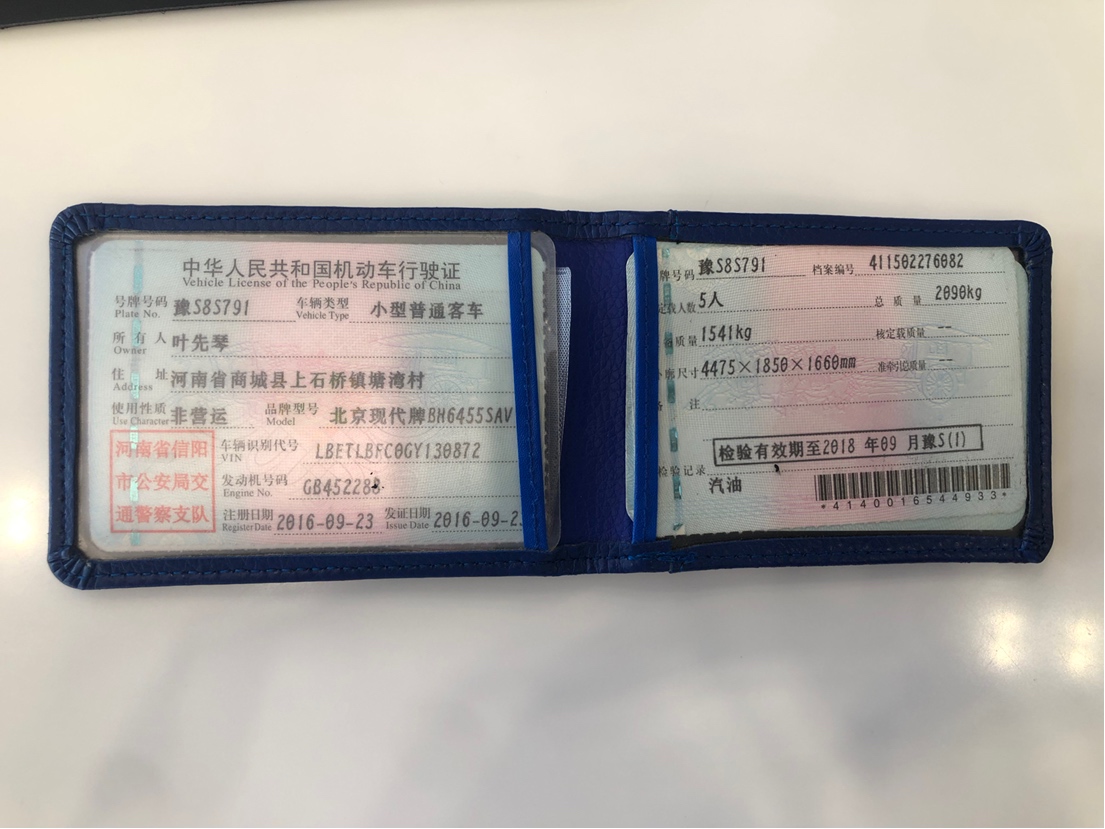 中华人民共和国机动车行驶证
Vehicle License of the People's Republic of China
号牌号码 豫S8S791 车辆类型 小型普通客车
Plate No. Vehicle Type
所有人 叶先琴
Owner
住址 河南省商城县上石桥镇塘湾村
Address
使用性质 非营运 品牌型号 北京现代牌BH6455SAV
Use Character Model
河南省信阳
市公安局交
通警察支队
车辆识别代号 LBETLBFC0GY130872
VIN
发动机号码 GB452288
Engine No.
注册日期 2016-09-23 发证日期 2016-09-2
Register Date Issue Date
牌号码 豫S8S791 档案编号 411502276082
定载人数 5人 总质量 2090kg
质量 1541kg 核定载质量 --
外廓尺寸 4475×1850×1660mm 准牵引总质量 --
注
检验有效期至2018 年09 月豫S(1)
检验记录
汽油
*4140016544933*